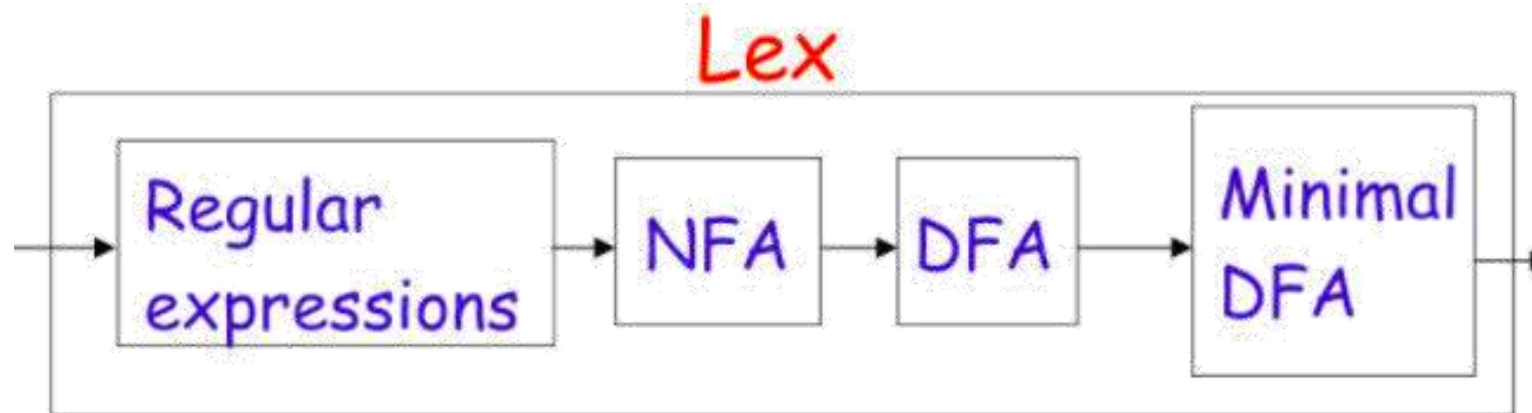 Lex
Regular
expressions
NFA
DFA
Minimal
DFA